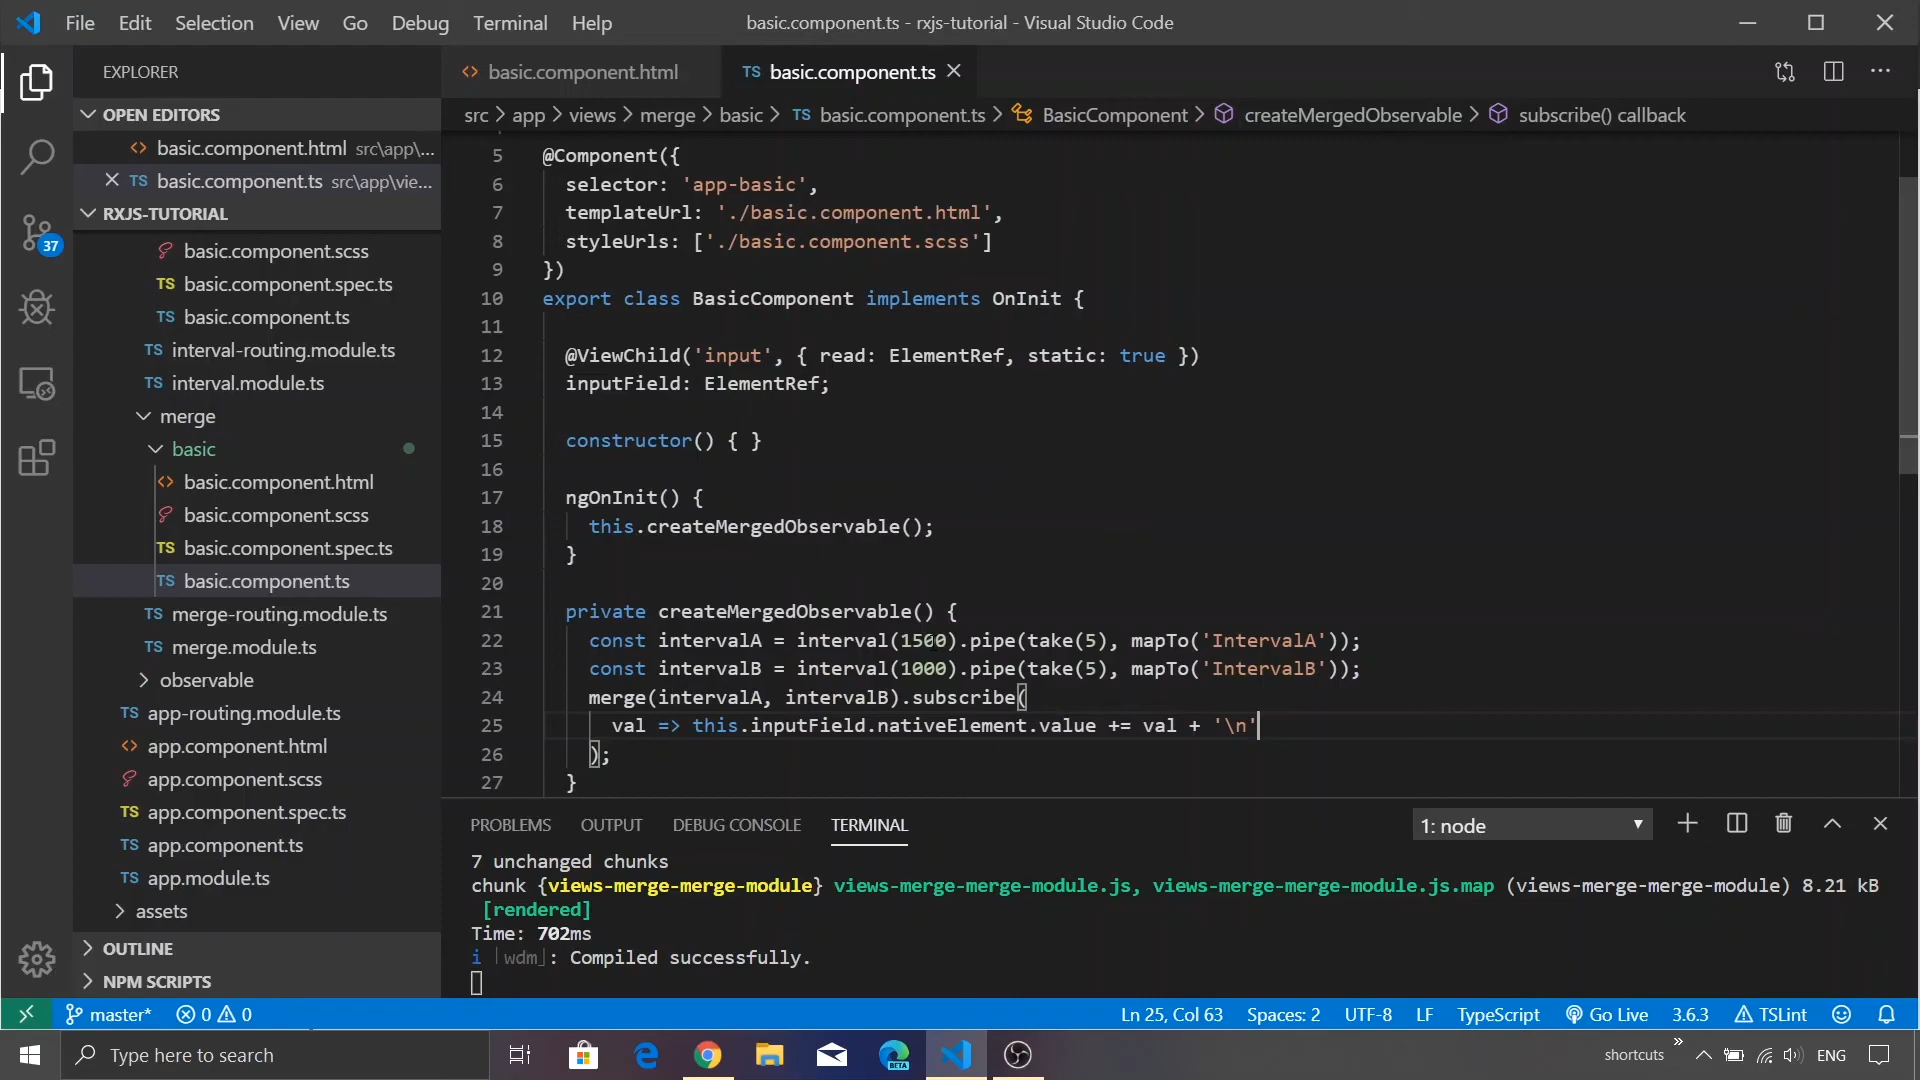 File Edit Selection View Go Debug Terminal Help
basic.component.ts - rxjs-tutorial - Visual Studio Code
EXPLORER
OPEN EDITORS
basic.component.html src\app\...
basic.component.ts src\app\vie...
RXJS-TUTORIAL
basic.component.scss
TS basic.component.spec.ts
TS basic.component.ts
TS interval-routing.module.ts
TS interval.module.ts
merge
basic
basic.component.html
basic.component.scss
TS basic.component.spec.ts
TS basic.component.ts
TS merge-routing.module.ts
TS merge.module.ts
observable
TS app-routing.module.ts
app.component.html
app.component.scss
TS app.component.spec.ts
TS app.component.ts
TS app.module.ts
assets
OUTLINE
NPM SCRIPTS
37
basic.component.html
TS basic.component.ts
src > app > views > merge > basic > TS basic.component.ts > BasicComponent > createMergedObservable > subscribe() callback
5 @Component({
6 selector: 'app-basic',
7 templateUrl: './basic.component.html',
8 styleUrls: ['./basic.component.scss']
9 })
10 export class BasicComponent implements OnInit {
11
12 @ViewChild('input', { read: ElementRef, static: true })
13 inputField: ElementRef;
14
15 constructor() { }
16
17 ngOnInit() {
18 this.createMergedObservable();
19 }
20
21 private createMergedObservable() {
22 const intervalA = interval(1500).pipe(take(5), mapTo('IntervalA'));
23 const intervalB = interval(1000).pipe(take(5), mapTo('IntervalB'));
24 merge(intervalA, intervalB).subscribe(
25 val => this.inputField.nativeElement.value += val + '\n'
26 );
27 }
PROBLEMS OUTPUT DEBUG CONSOLE TERMINAL
1: node
7 unchanged chunks
chunk {views-merge-merge-module} views-merge-merge-module.js, views-merge-merge-module.js.map (views-merge-merge-module) 8.21 kB
[rendered]
Time: 702ms
i ｢wdm｣: Compiled successfully.
master* 0 0
Ln 25, Col 63 Spaces: 2 UTF-8 LF TypeScript Go Live 3.6.3 TSLint
Type here to search
BETA
shortcuts
ENG